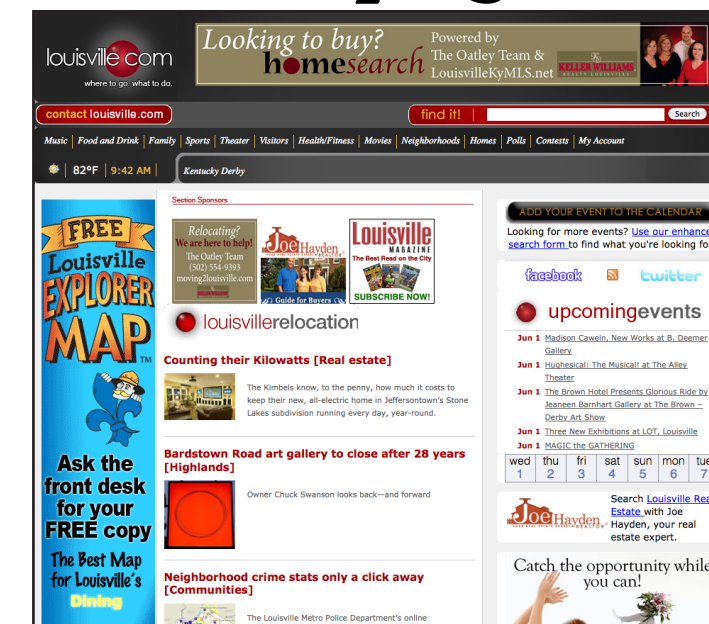 louisville.com
where to go. what to do.
Looking to buy?
homesearch
Powered by
The Oatley Team &
LouisvilleKyMLS.net
KELLER WILLIAMS
contact louisville.com
find it!
Search
Music | Food and Drink | Family | Sports | Theater | Visitors | Health/Fitness | Movies | Neighborhoods | Homes | Polls | Contests | My Account
82°F | 9:42 AM
Kentucky Derby
FREE
Louisville
EXPLORER
MAP TM
Ask the
front desk
for your
FREE copy
The Best Map
for Louisville's
Dining
Section Sponsors
Relocating?
We are here to help!
The Oatley Team
(502) 554-9393
moving2louisville.com
Joe Hayden
REALTOR
Guide for Buyers
Louisville
MAGAZINE
The Best Read on the City
SUBSCRIBE NOW!
louisvillerelocation
Counting their Kilowatts [Real estate]
The Kimbels know, to the penny, how much it costs to
keep their new, all-electric home in Jeffersontown's Stone
Lakes subdivision running every day, year-round.
Bardstown Road art gallery to close after 28 years
[Highlands]
Owner Chuck Swanson looks back—and forward
Neighborhood crime stats only a click away
[Communities]
The Louisville Metro Police Department's online
ADD YOUR EVENT TO THE CALENDAR
Looking for more events? Use our enhance
search form to find what you're looking fo
facebook
twitter
upcomingevents
Jun 1 Madison Cawein, New Works at B. Deemer
Gallery
Jun 1 Hughesical: The Musical! at The Alley
Theater
Jun 1 The Brown Hotel Presents Glorious Ride by
Jeaneen Barnhart Gallery at The Brown –
Derby Art Show
Jun 1 Three New Exhibitions at LOT, Louisville
Jun 1 MAGIC the GATHERING
wed thu fri sat sun mon tue
1 2 3 4 5 6 7
Joe Hayden
Search Louisville Rea
Estate with Joe
Hayden, your real
estate expert.
Catch the opportunity while
you can!